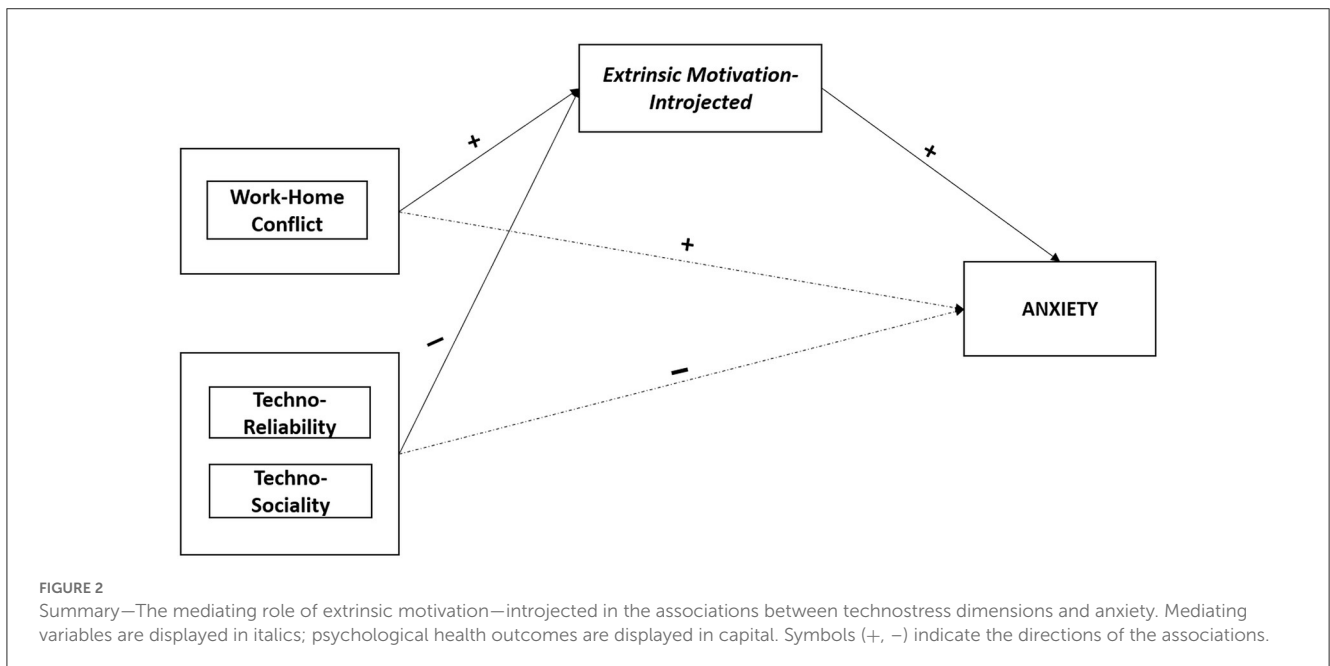 Extrinsic Motivation-
Introjected
+
+
Work-Home
Conflict
+
ANXIETY
–
–
Techno-
Reliability
Techno-
Sociality
FIGURE 2
Summary—The mediating role of extrinsic motivation—introjected in the associations between technostress dimensions and anxiety. Mediating
variables are displayed in italics; psychological health outcomes are displayed in capital. Symbols (+, −) indicate the directions of the associations.